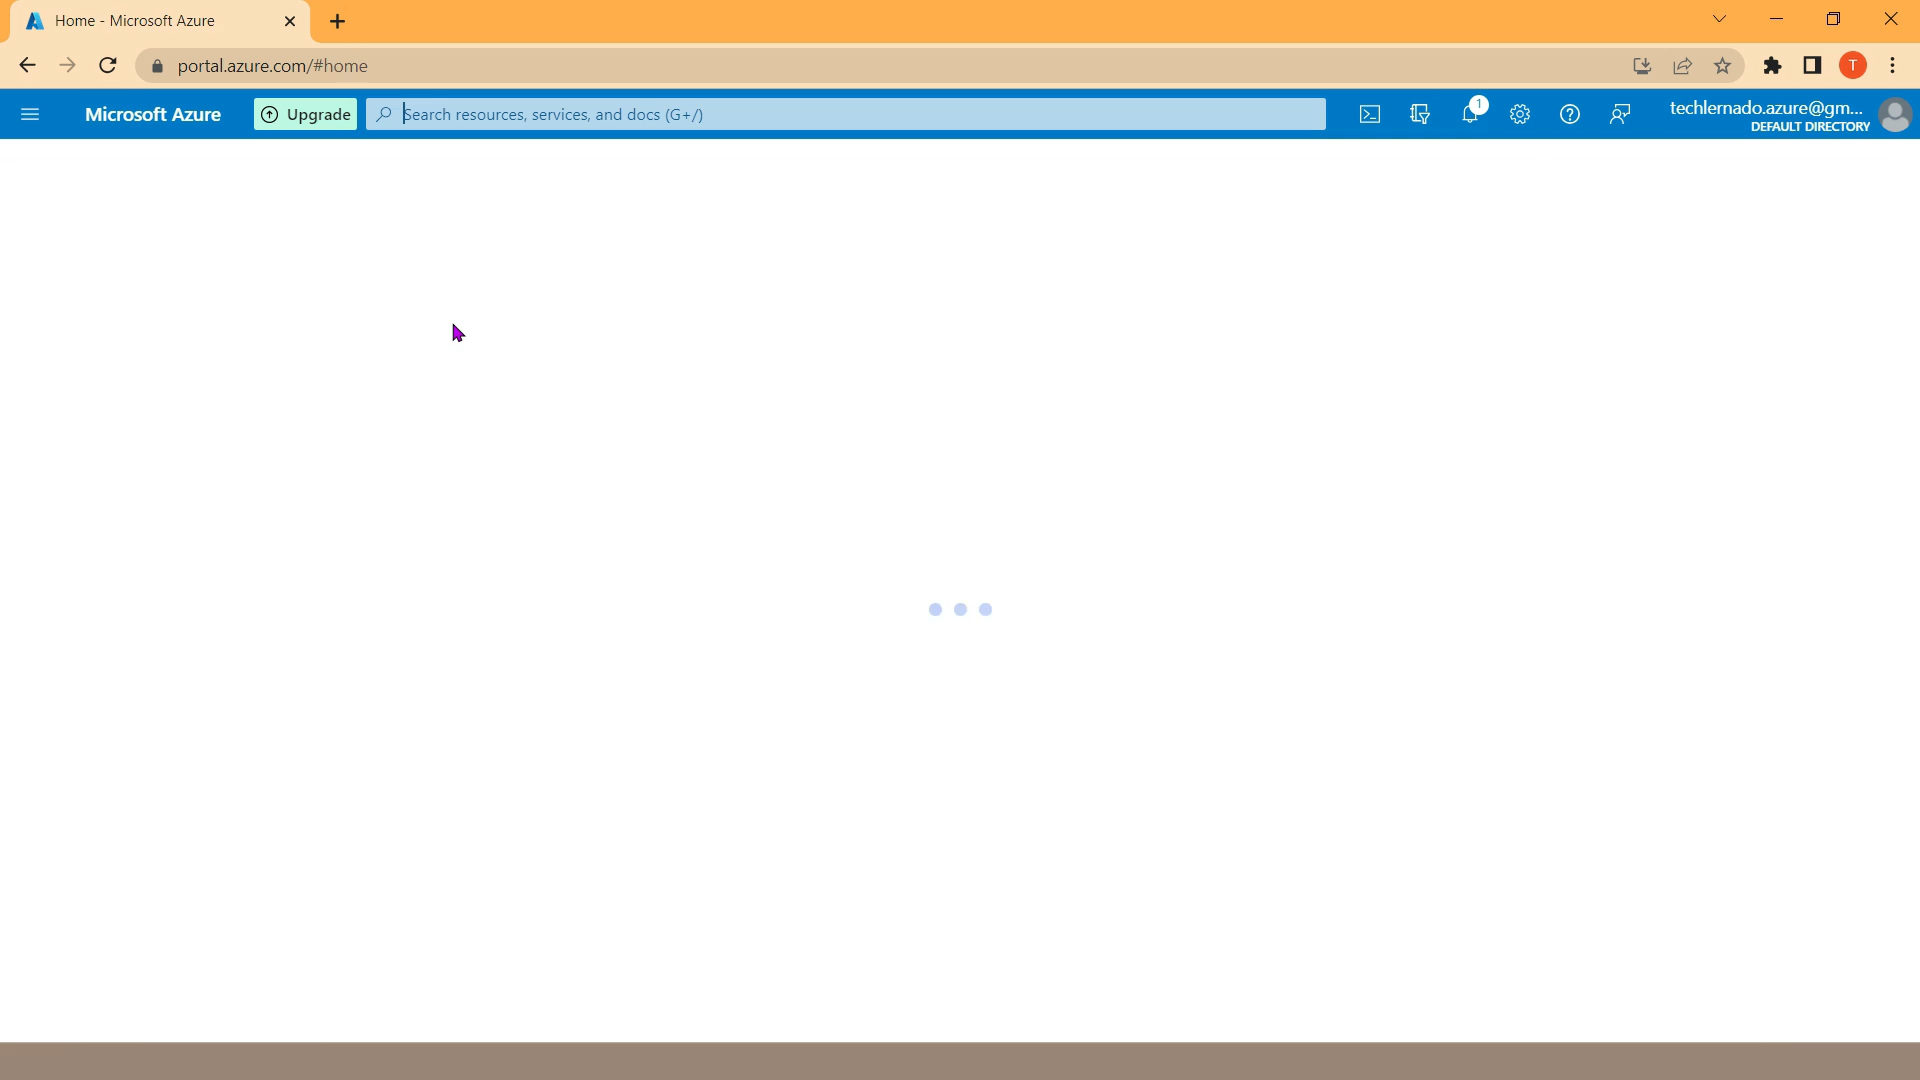 Home - Microsoft Azure
portal.azure.com/#home
T
Microsoft Azure
Upgrade
Search resources, services, and docs (G+/)
1
techlernado.azure@gm...
DEFAULT DIRECTORY